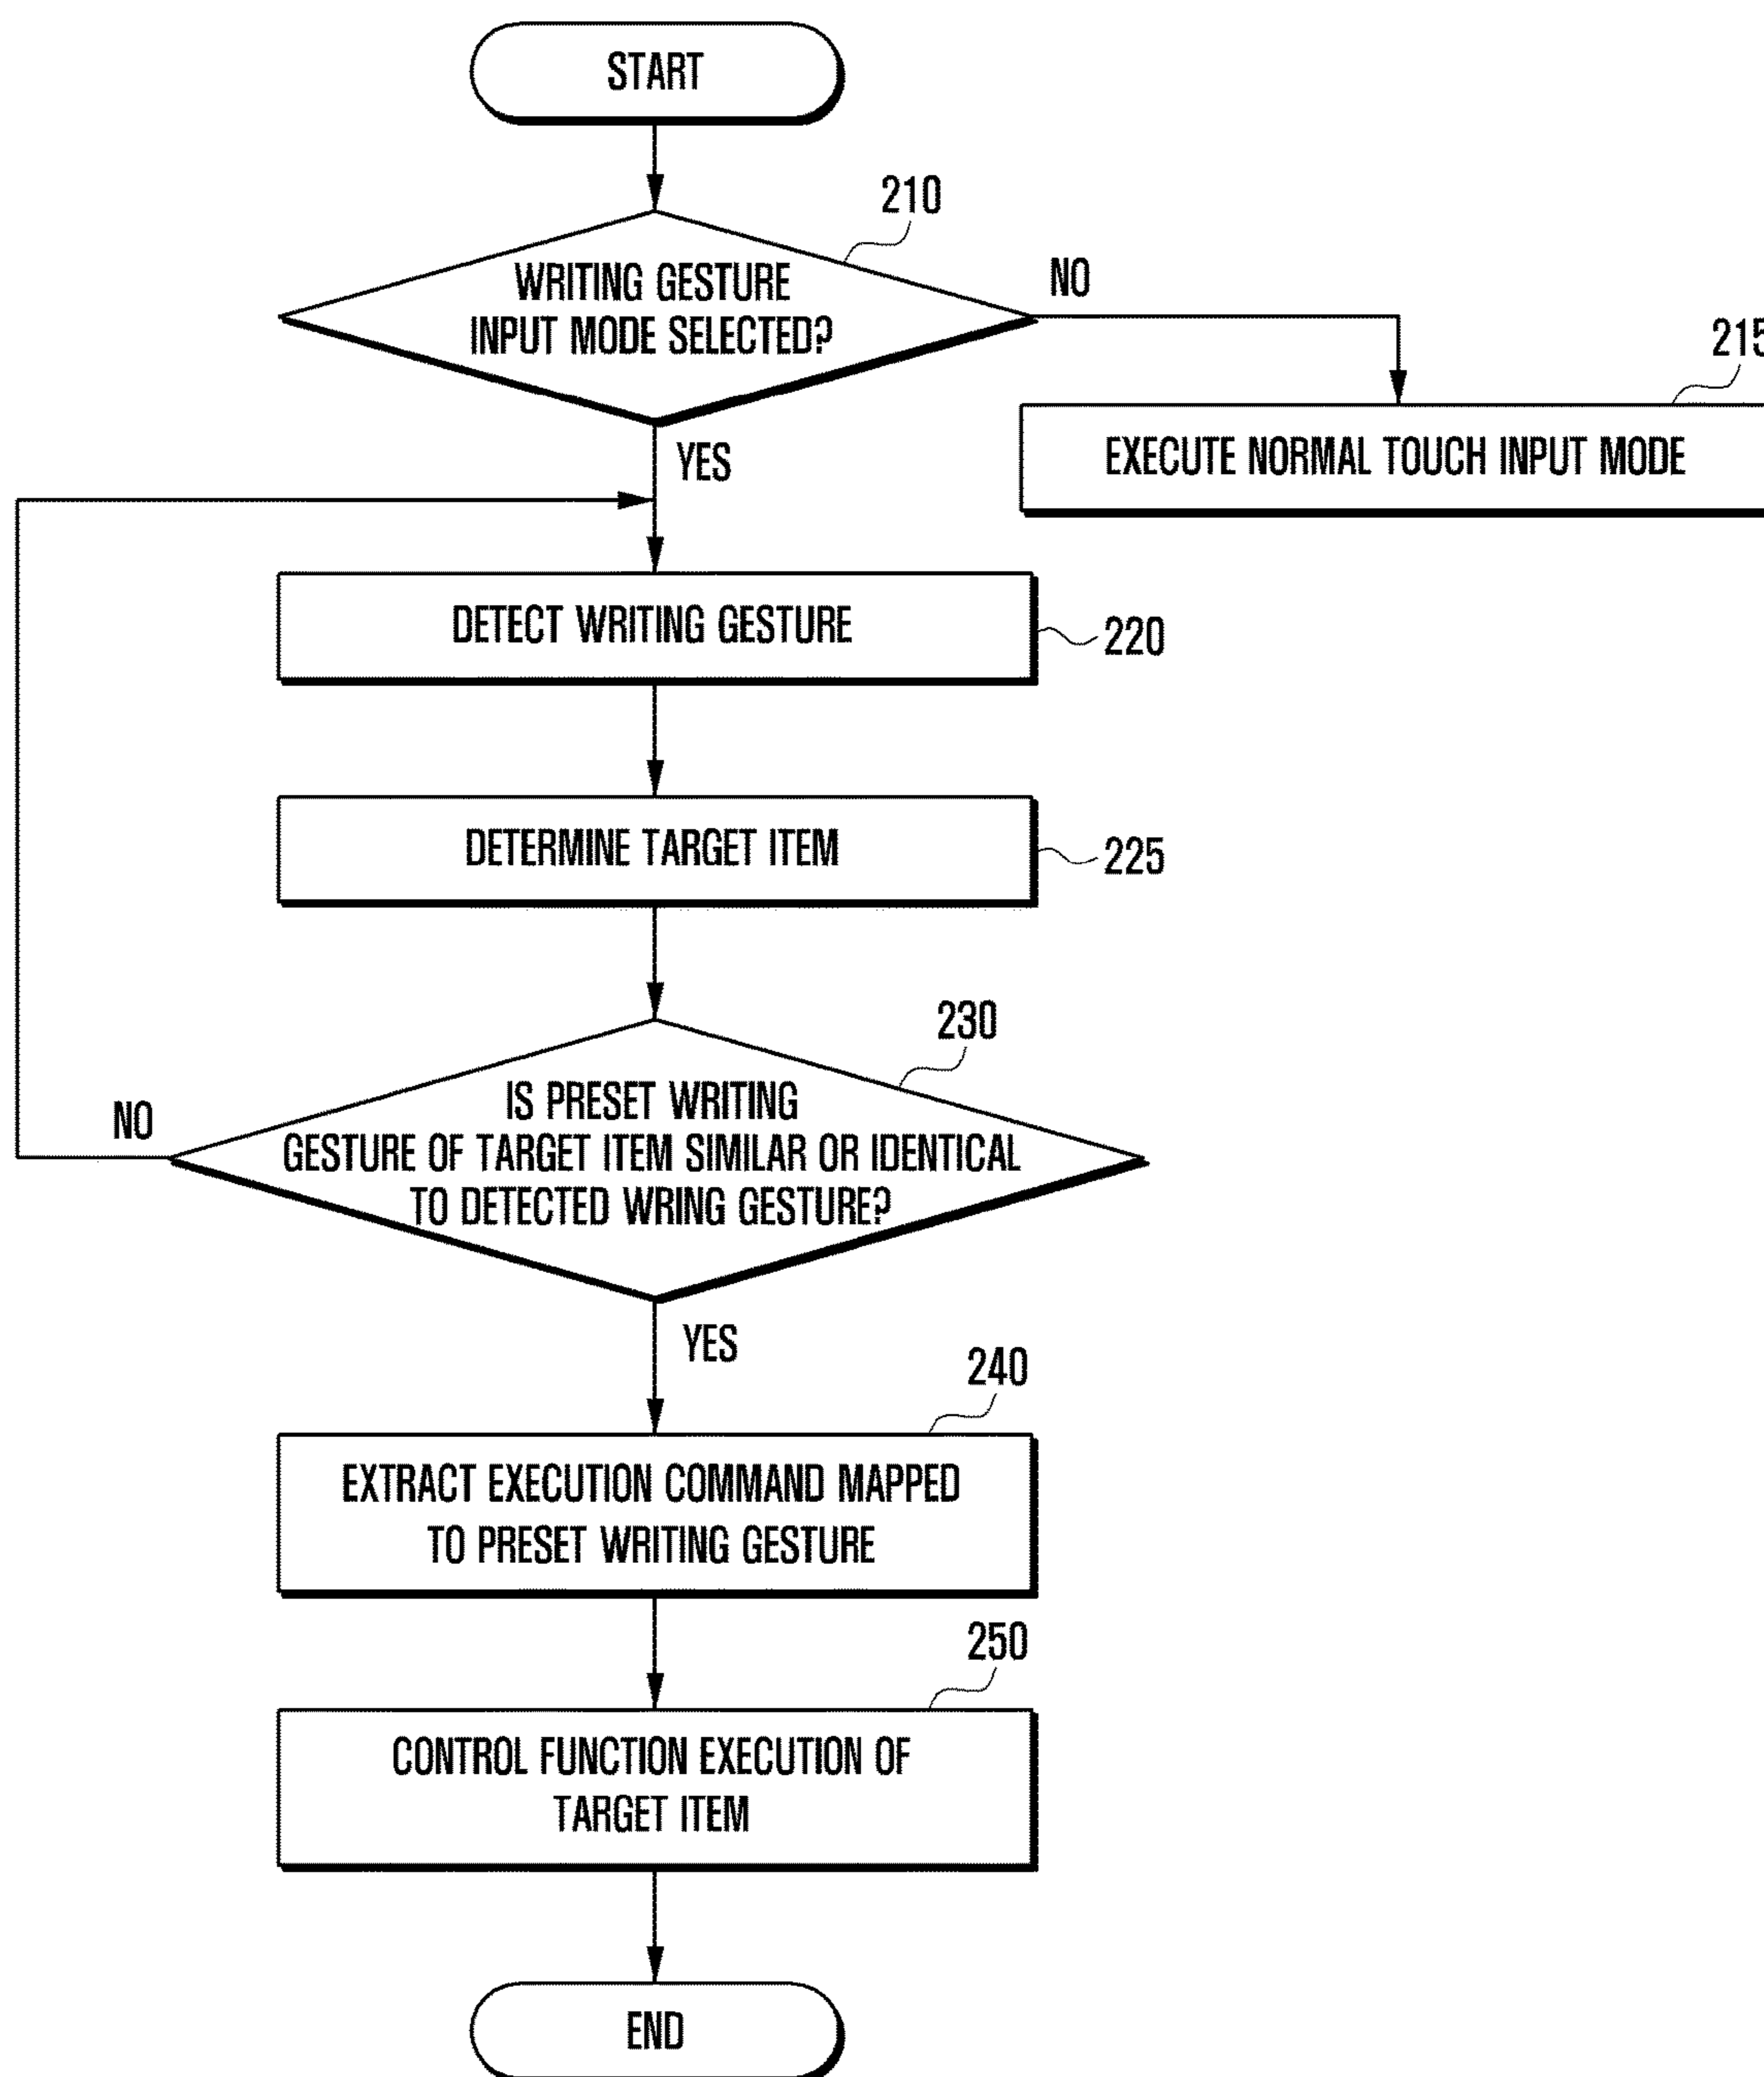 START
210
WRITING GESTURE
INPUT MODE SELECTED?
NO
215
EXECUTE NORMAL TOUCH INPUT MODE
YES
DETECT WRITING GESTURE
220
DETERMINE TARGET ITEM
225
230
IS PRESET WRITING
GESTURE OF TARGET ITEM SIMILAR OR IDENTICAL
TO DETECTED WRING GESTURE?
NO
YES
240
EXTRACT EXECUTION COMMAND MAPPED
TO PRESET WRITING GESTURE
250
CONTROL FUNCTION EXECUTION OF
TARGET ITEM
END